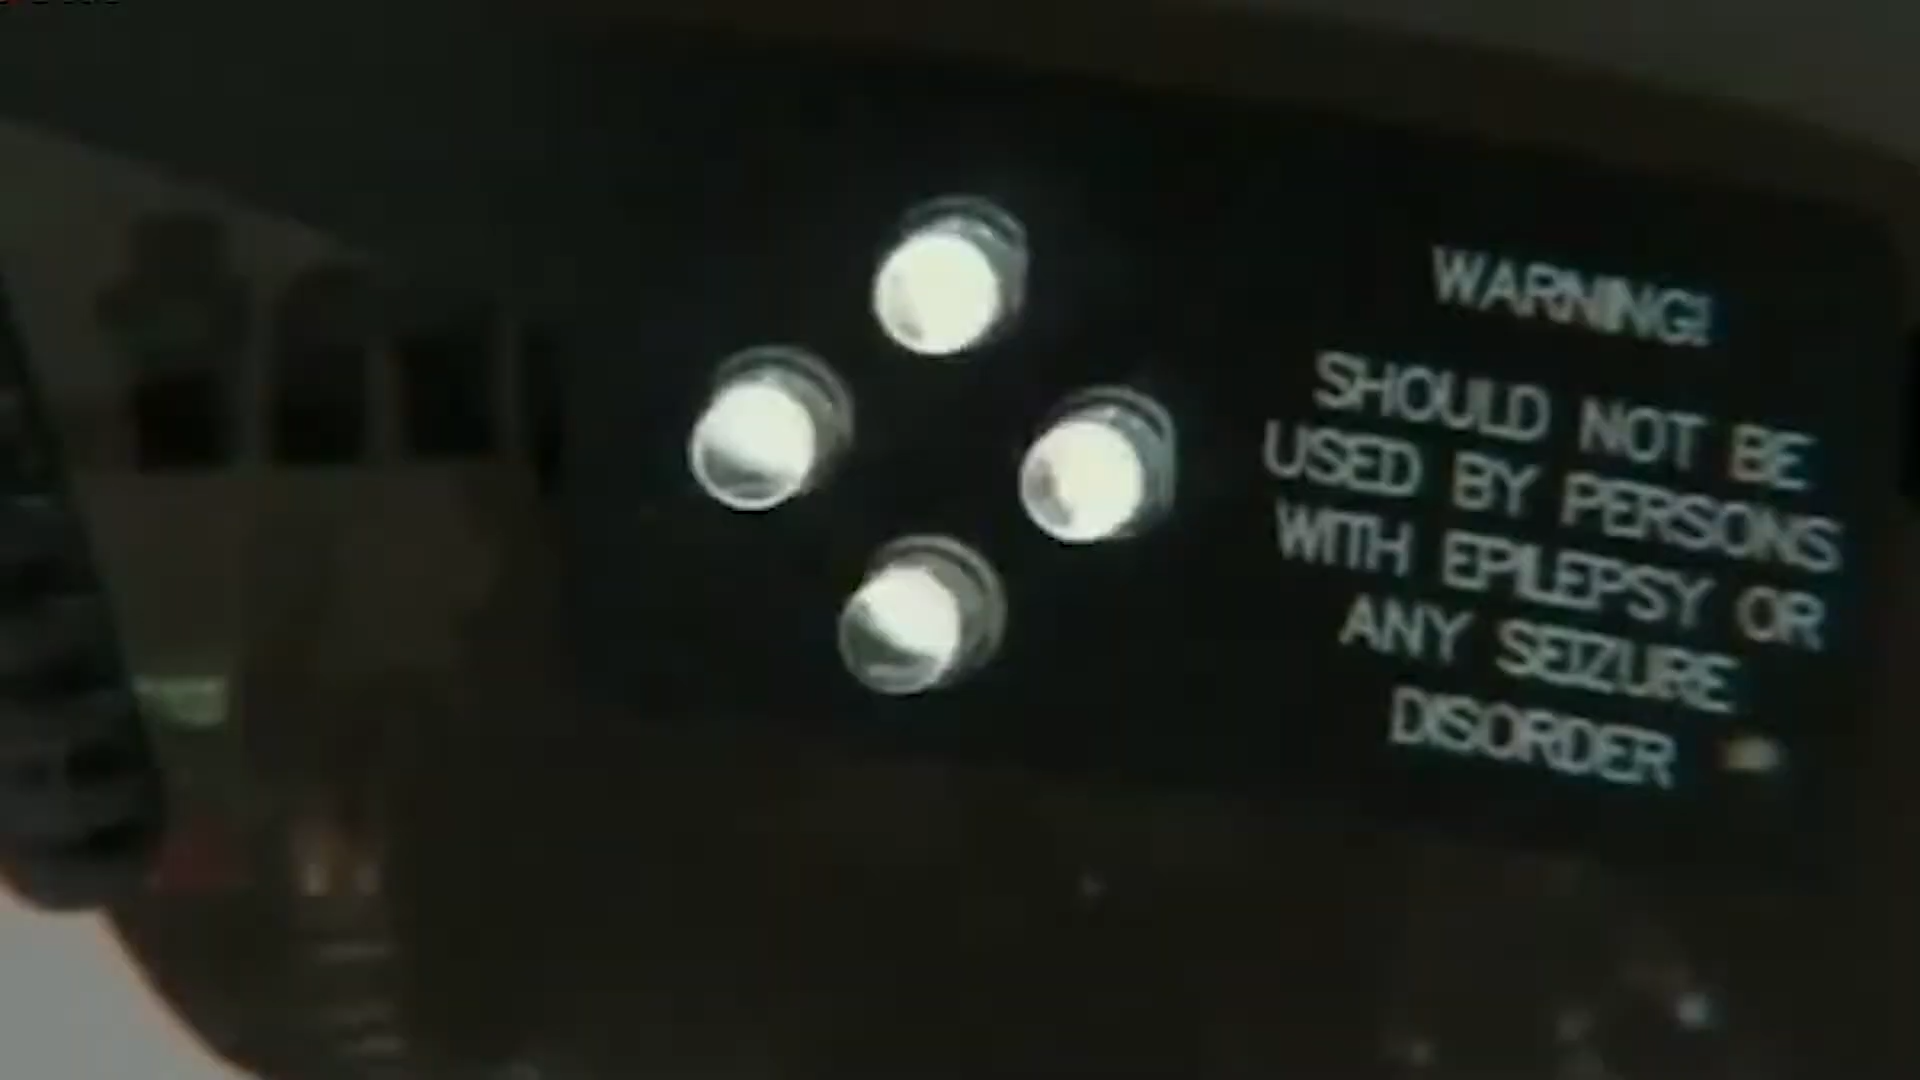 WARNING!
SHOULD NOT BE
USED BY PERSONS
WITH EPILEPSY OR
ANY SEIZURE
DISORDER